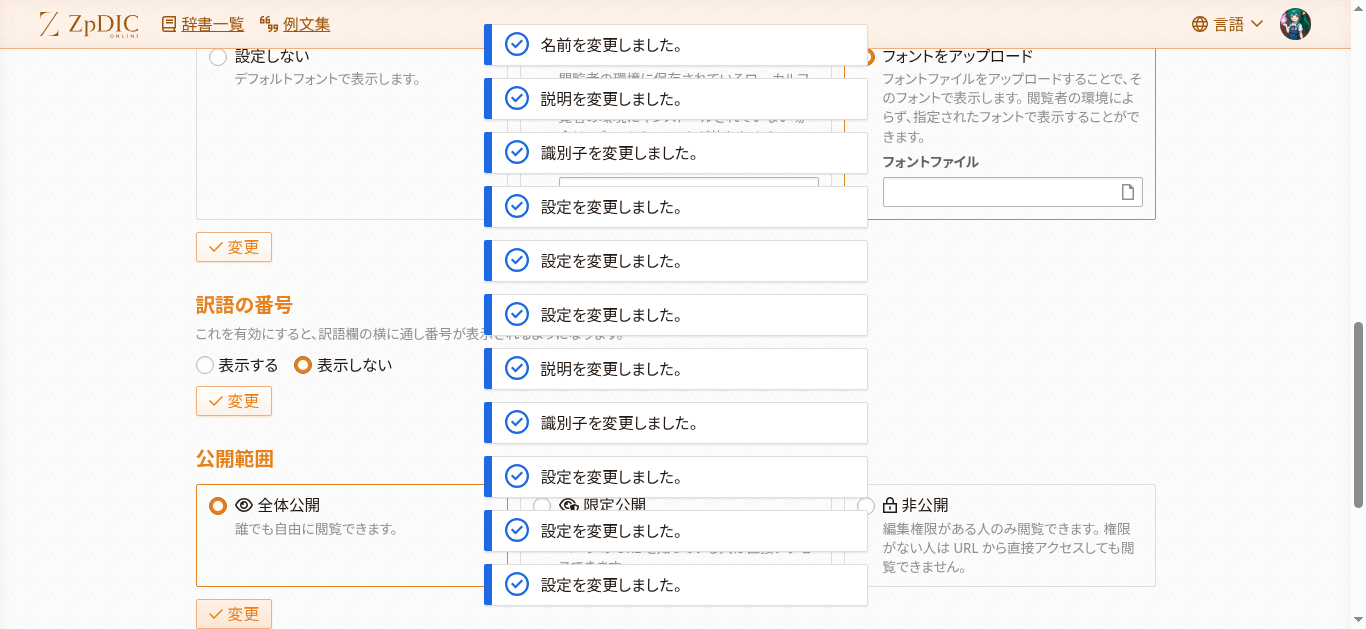 ZpDIC
ONLINE
辞書一覧
例文集
言語
名前を変更しました。
説明を変更しました。
識別子を変更しました。
設定を変更しました。
設定を変更しました。
設定を変更しました。
説明を変更しました。
識別子を変更しました。
設定を変更しました。
設定を変更しました。
設定を変更しました。
設定しない
デフォルトフォントで表示します。
フォントをアップロード
フォントファイルをアップロードすることで、そ
のフォントで表示します。閲覧者の環境によ
らず、指定されたフォントで表示することがで
きます。
フォントファイル
変更
訳語の番号
これを有効にすると、訳語欄の横に通し番号が表示されるようになります。
表示する
表示しない
変更
公開範囲
全体公開
誰でも自由に閲覧できます。
限定公開
非公開
編集権限がある人のみ閲覧できます。権限
がない人は URL から直接アクセスしても閲
覧できません。
変更